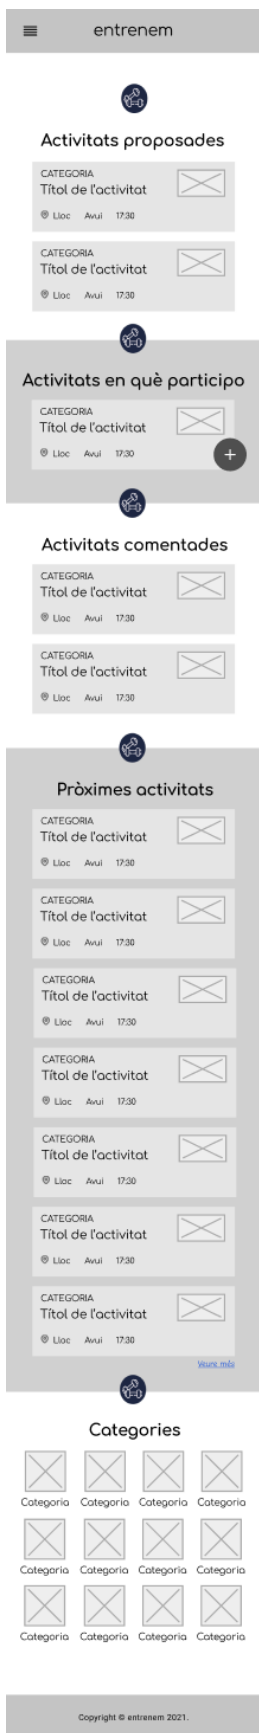 entrenem
Activitats proposades
CATEGORIA
Títol de l'activitat
Lloc Avui 17:30
CATEGORIA
Títol de l'activitat
Lloc Avui 17:30
Activitats en què participo
CATEGORIA
Títol de l'activitat
Lloc Avui 17:30
+
Activitats comentades
CATEGORIA
Títol de l'activitat
Lloc Avui 17:30
CATEGORIA
Títol de l'activitat
Lloc Avui 17:30
Pròximes activitats
CATEGORIA
Títol de l'activitat
Lloc Avui 17:30
CATEGORIA
Títol de l'activitat
Lloc Avui 17:30
CATEGORIA
Títol de l'activitat
Lloc Avui 17:30
CATEGORIA
Títol de l'activitat
Lloc Avui 17:30
CATEGORIA
Títol de l'activitat
Lloc Avui 17:30
CATEGORIA
Títol de l'activitat
Lloc Avui 17:30
CATEGORIA
Títol de l'activitat
Lloc Avui 17:30
Veure més
Categories
Categoria Categoria Categoria Categoria
Categoria Categoria Categoria Categoria
Categoria Categoria Categoria Categoria
Copyright © entrenem 2021.